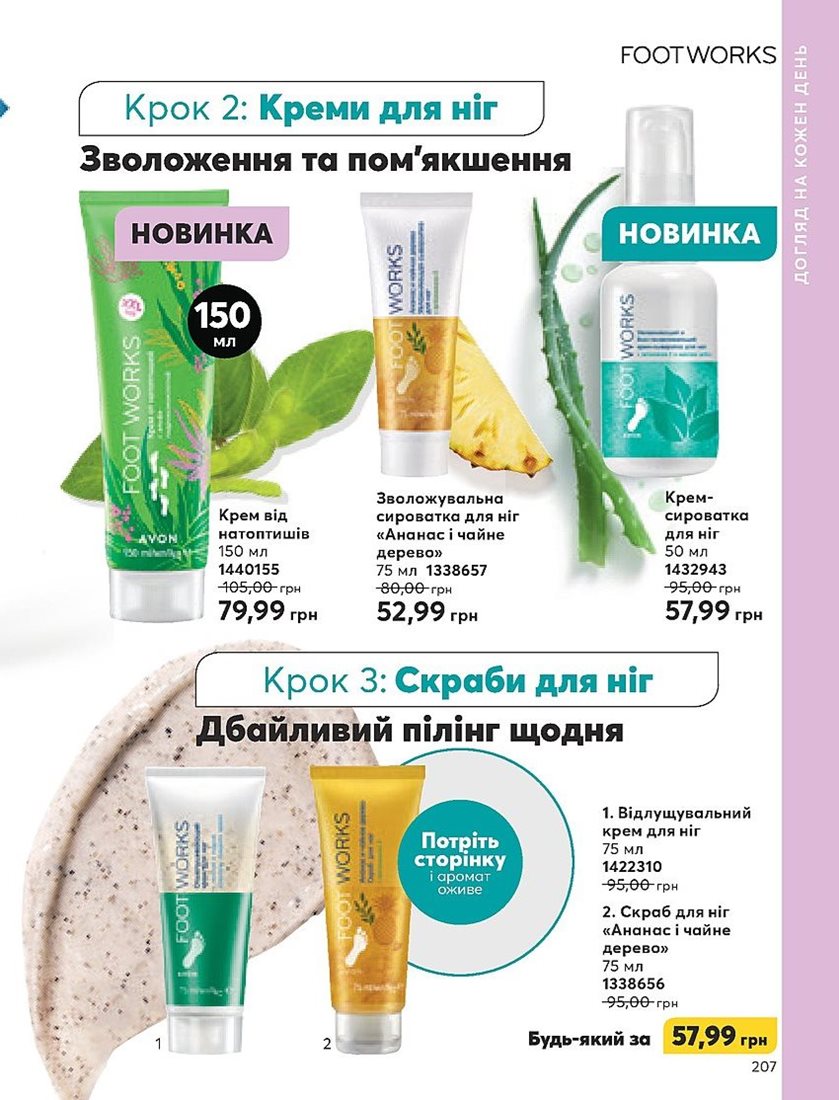 FOOTWORKS
ДОГЛЯД НА КОЖЕН ДЕНЬ
Крок 2: Креми для ніг
Зволоження та пом'якшення
НОВИНКА
150
мл
XXL
FOOT WORKS
AVON
FOOT WORKS
НОВИНКА
FOOTWORKS
Крем від
натоптишів
150 мл
1440155
105,00 грн
79,99 грн
Зволожувальна
сироватка для ніг
«Ананас і чайне
дерево»
75 мл 1338657
80,00 грн
52,99 грн
Крем-
сироватка
для ніг
50 мл
1432943
95,00 грн
57,99 грн
Крок 3: Скраби для ніг
Дбайливий пілінг щодня
FOOT WORKS
FOOT WORKS
Потріть
сторінку
і аромат
оживе
1. Відлущувальний
крем для ніг
75 мл
1422310
95,00 грн
2. Скраб для ніг
«Ананас і чайне
дерево»
75 мл
1338656
95,00 грн
1
2
Будь-який за 57,99 грн
207